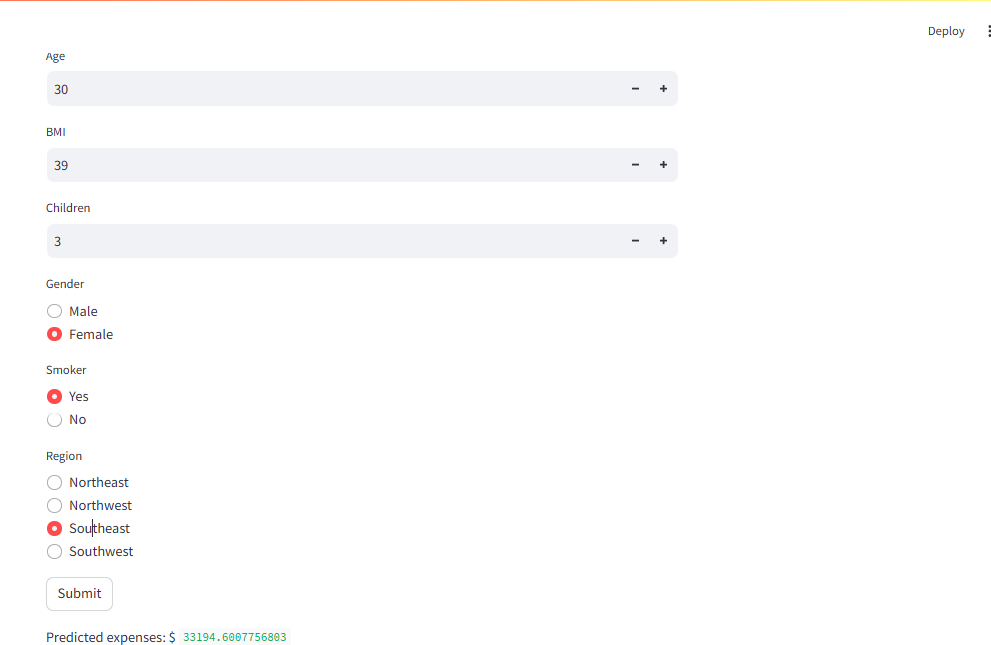 Deploy
Age
30
BMI
39
Children
3
Gender
Male
Female
Smoker
Yes
No
Region
Northeast
Northwest
Southeast
Southwest
Submit
Predicted expenses: $ 33194.6007756803